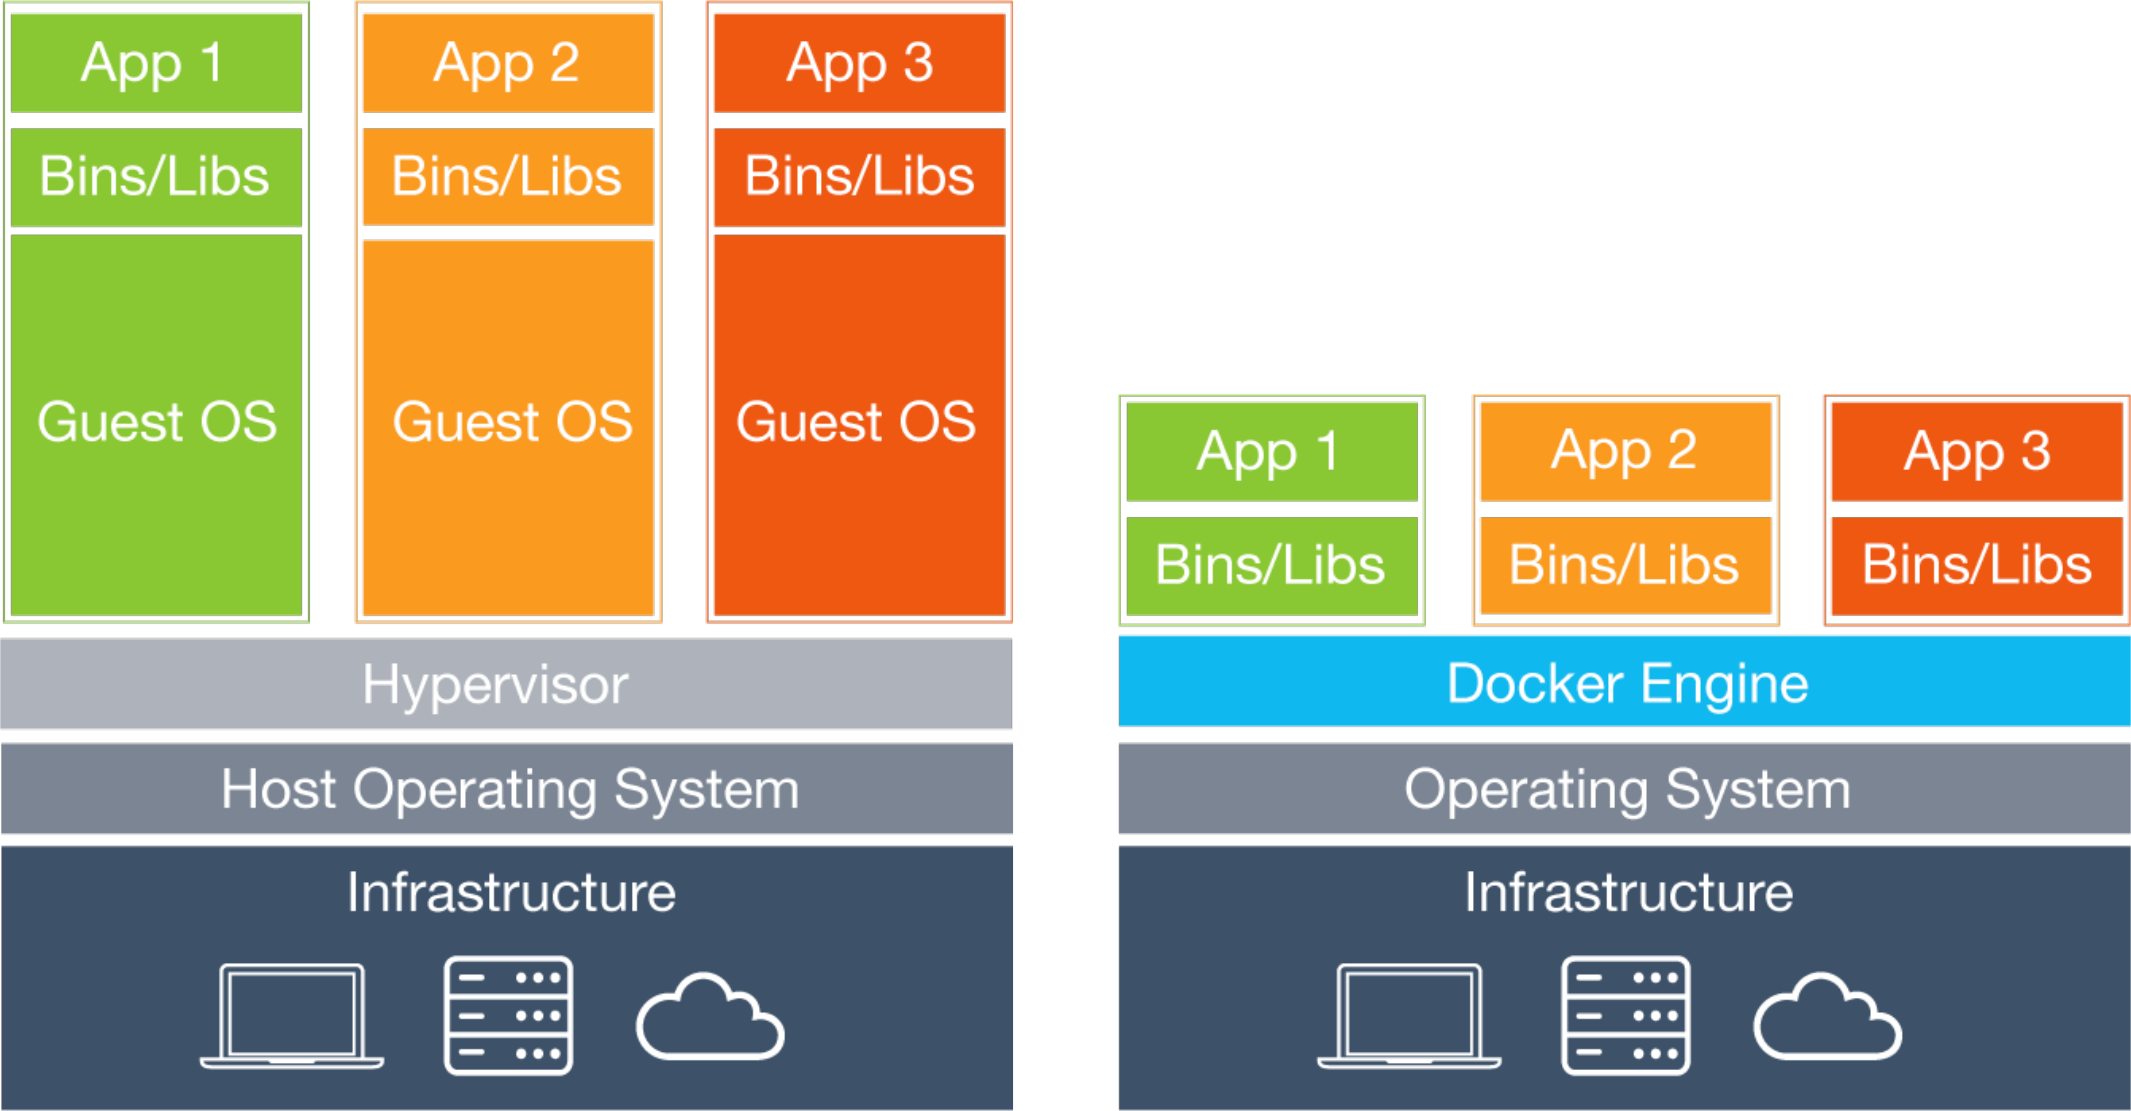 App 1
Bins/Libs
Guest OS
App 2
Bins/Libs
Guest OS
App 3
Bins/Libs
Guest OS
Hypervisor
Host Operating System
Infrastructure
App 1
Bins/Libs
App 2
Bins/Libs
App 3
Bins/Libs
Docker Engine
Operating System
Infrastructure